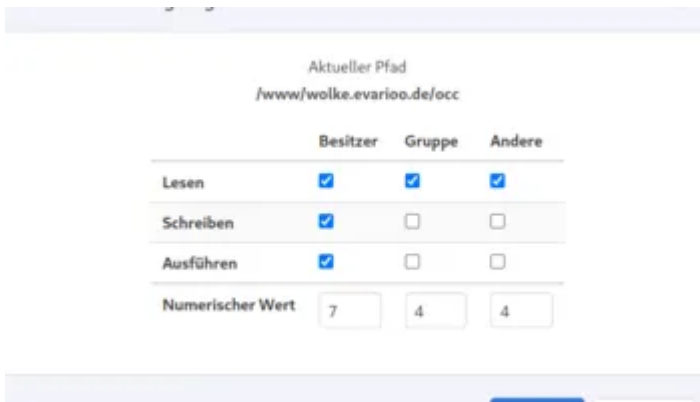 Aktueller Pfad
/www/wolke.evarioo.de/occ
Besitzer Gruppe Andere
Lesen
Schreiben
Ausführen
Numerischer Wert 7 4 4